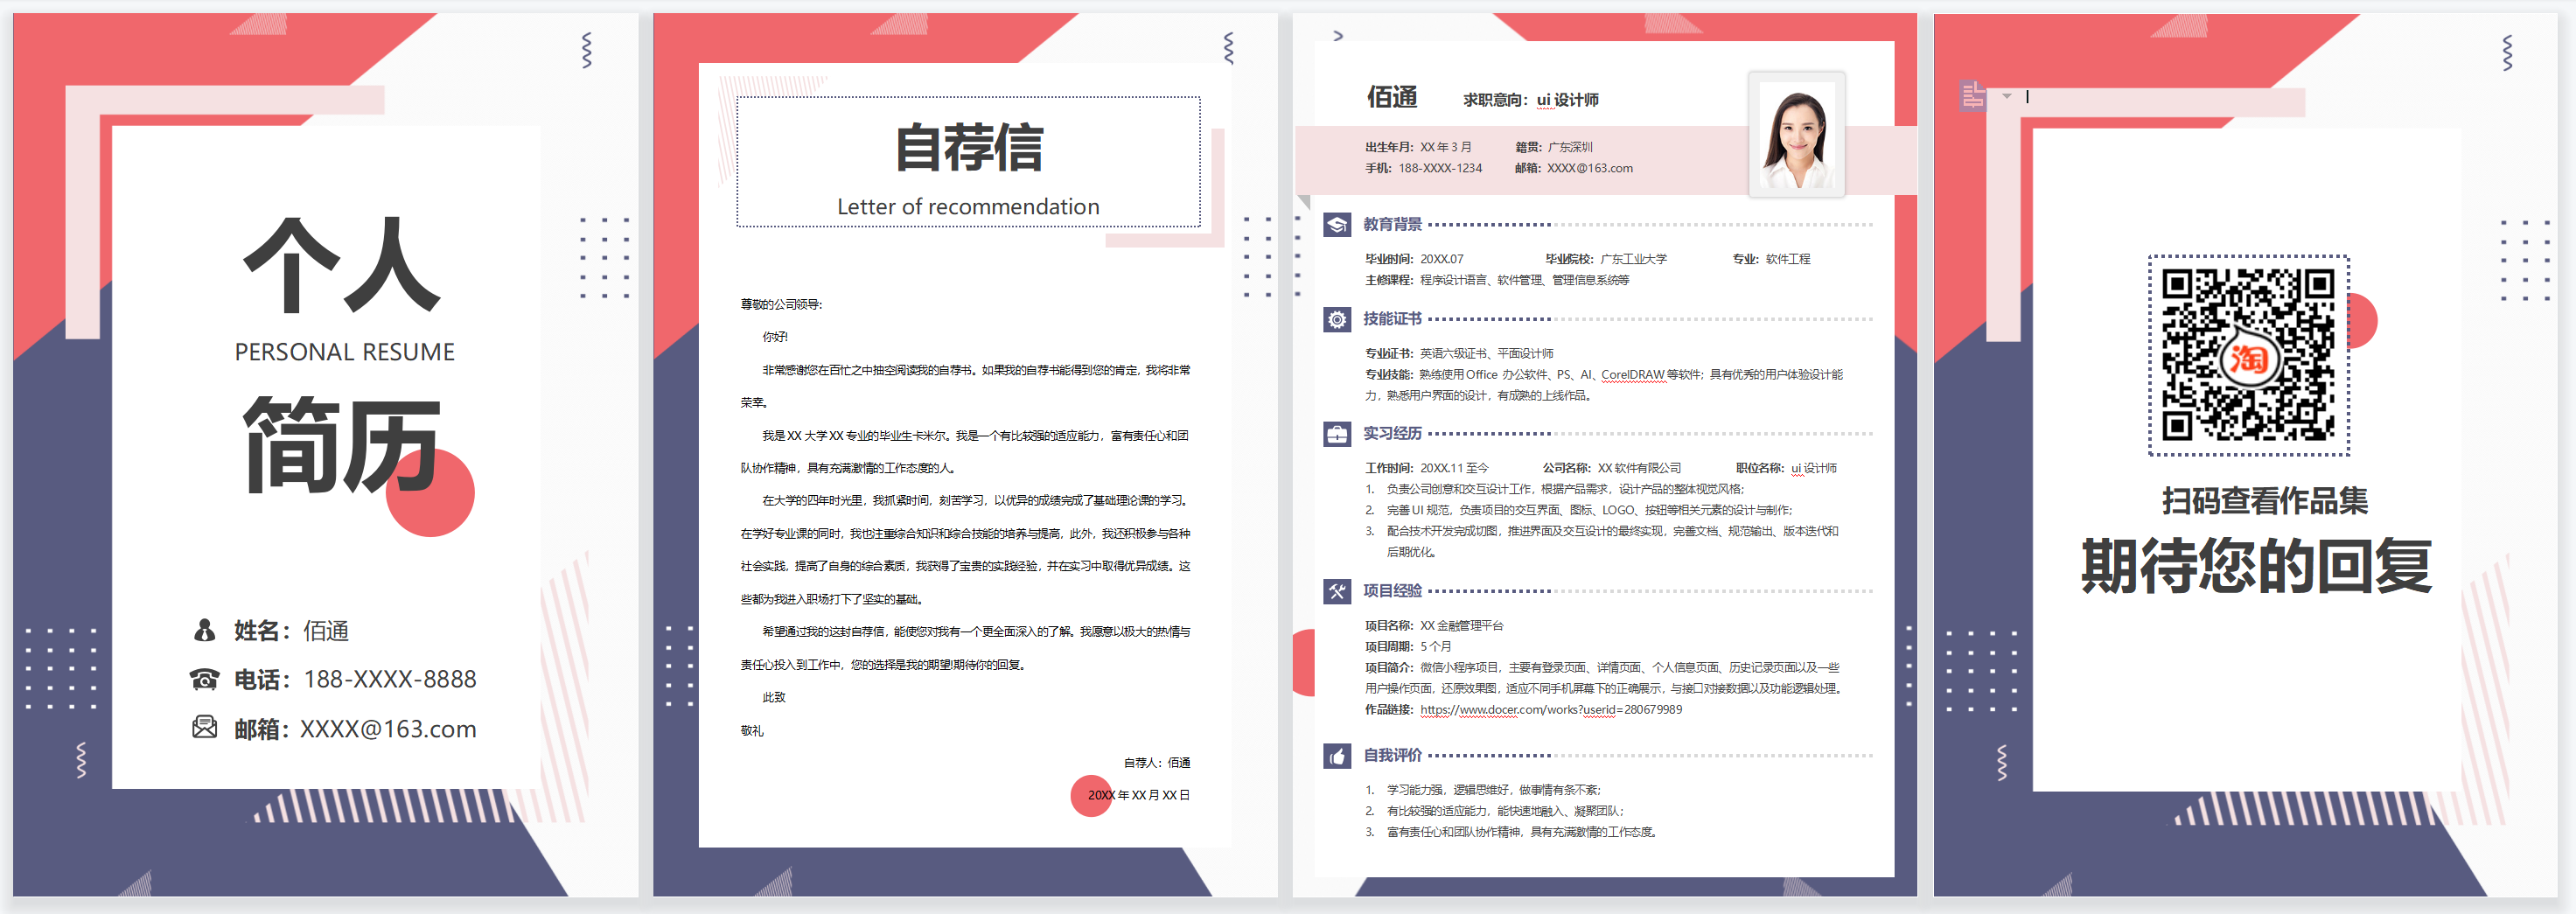 个人
PERSONAL RESUME
简历
姓名：佰通
电话：188-XXXX-8888
邮箱：XXXX@163.com
自荐信
Letter of recommendation
尊敬的公司领导：
你好!
非常感谢您在百忙之中抽空阅读我的自荐书。如果我的自荐书能得到您的肯定，我将非常
荣幸。
我是 XX 大学 XX 专业的毕业生卡米尔。我是一个有比较强的适应能力，富有责任心和团
队协作精神，具有充满激情的工作态度的人。
在大学的四年时光里，我抓紧时间，刻苦学习，以优异的成绩完成了基础理论课的学习。
在学好专业课的同时，我也注重综合知识和综合技能的培养与提高，此外，我还积极参与各种
社会实践，提高了自身的综合素质，我获得了宝贵的实践经验，并在实习中取得优异成绩。这
些都为我进入职场打下了坚实的基础。
希望通过我的这封自荐信，能使您对我有一个更全面深入的了解。我愿意以极大的热情与
责任心投入到工作中，您的选择是我的期望!期待你的回复。
此致
敬礼
自荐人：佰通
20XX 年 XX 月 XX 日
佰通 求职意向：ui 设计师
出生年月：XX 年 3 月 籍贯：广东深圳
手机：188-XXXX-1234 邮箱：XXXX@163.com
教育背景
毕业时间：20XX.07 毕业院校：广东工业大学 专业：软件工程
主修课程：程序设计语言、软件管理、管理信息系统等
技能证书
专业证书：英语六级证书、平面设计师
专业技能：熟练使用 Office 办公软件、PS、AI、CorelDRAW 等软件；具有优秀的用户体验设计能
力，熟悉用户界面的设计，有成熟的上线作品。
实习经历
工作时间：20XX.11 至今 公司名称：XX 软件有限公司 职位名称：ui 设计师
1. 负责公司创意和交互设计工作，根据产品需求，设计产品的整体视觉风格；
2. 完善 UI 规范，负责项目的交互界面、图标、LOGO、按钮等相关元素的设计与制作；
3. 配合技术开发完成切图，推进界面及交互设计的最终实现，完善文档、规范输出、版本迭代和
后期优化。
项目经验
项目名称：XX 金融管理平台
项目周期：5 个月
项目简介：微信小程序项目，主要有登录页面、详情页面、个人信息页面、历史记录页面以及一些
用户操作页面，还原效果图，适应不同手机屏幕下的正确展示，与接口对接数据以及功能逻辑处理。
作品链接：https://www.docer.com/works?userid=280679989
自我评价
1. 学习能力强，逻辑思维好，做事情有条不紊；
2. 有比较强的适应能力，能快速地融入、凝聚团队；
3. 富有责任心和团队协作精神，具有充满激情的工作态度。
淘
扫码查看作品集
期待您的回复